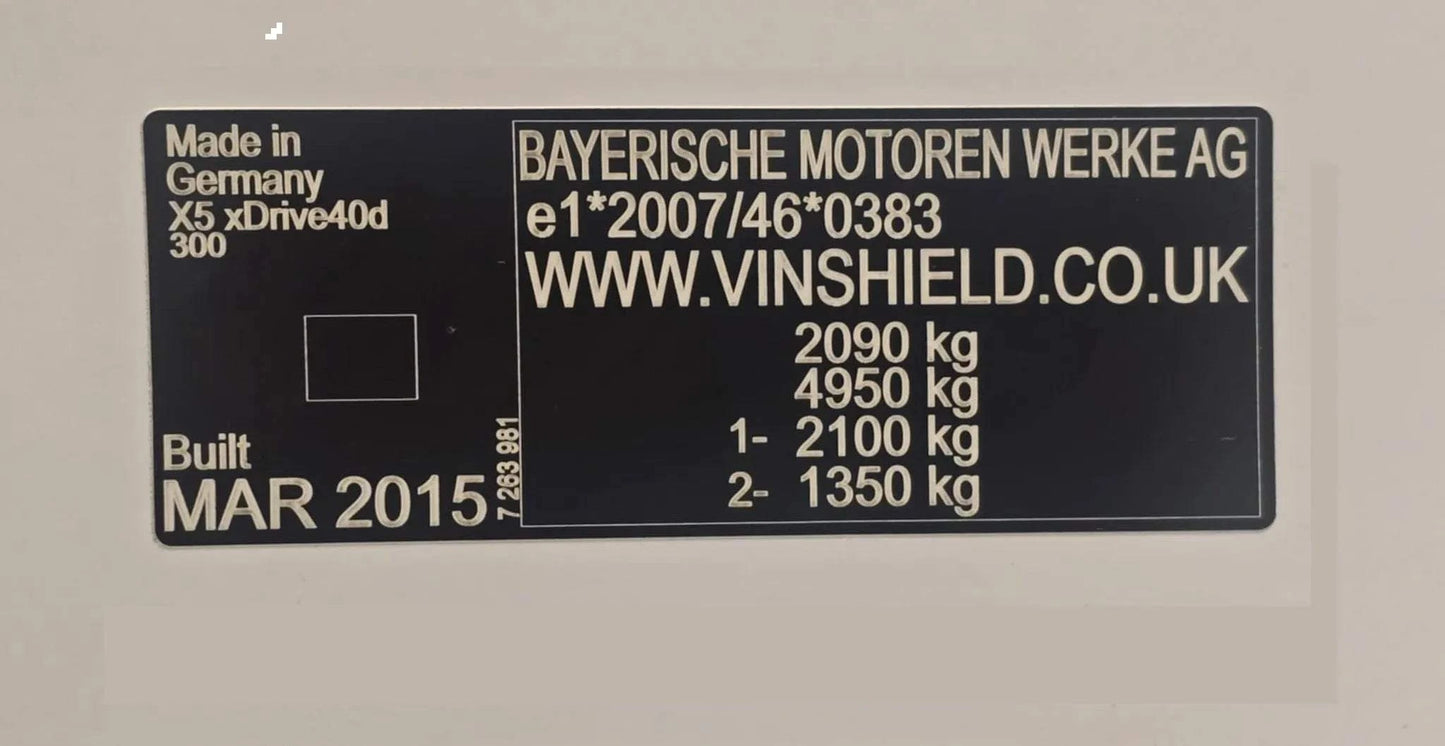 Made in
Germany
X5 xDrive40d
300
Built
MAR 2015
7 263 981
BAYERISCHE MOTOREN WERKE AG
e1*2007/46*0383
WWW.VINSHIELD.CO.UK
2090 kg
4950 kg
1- 2100 kg
2- 1350 kg